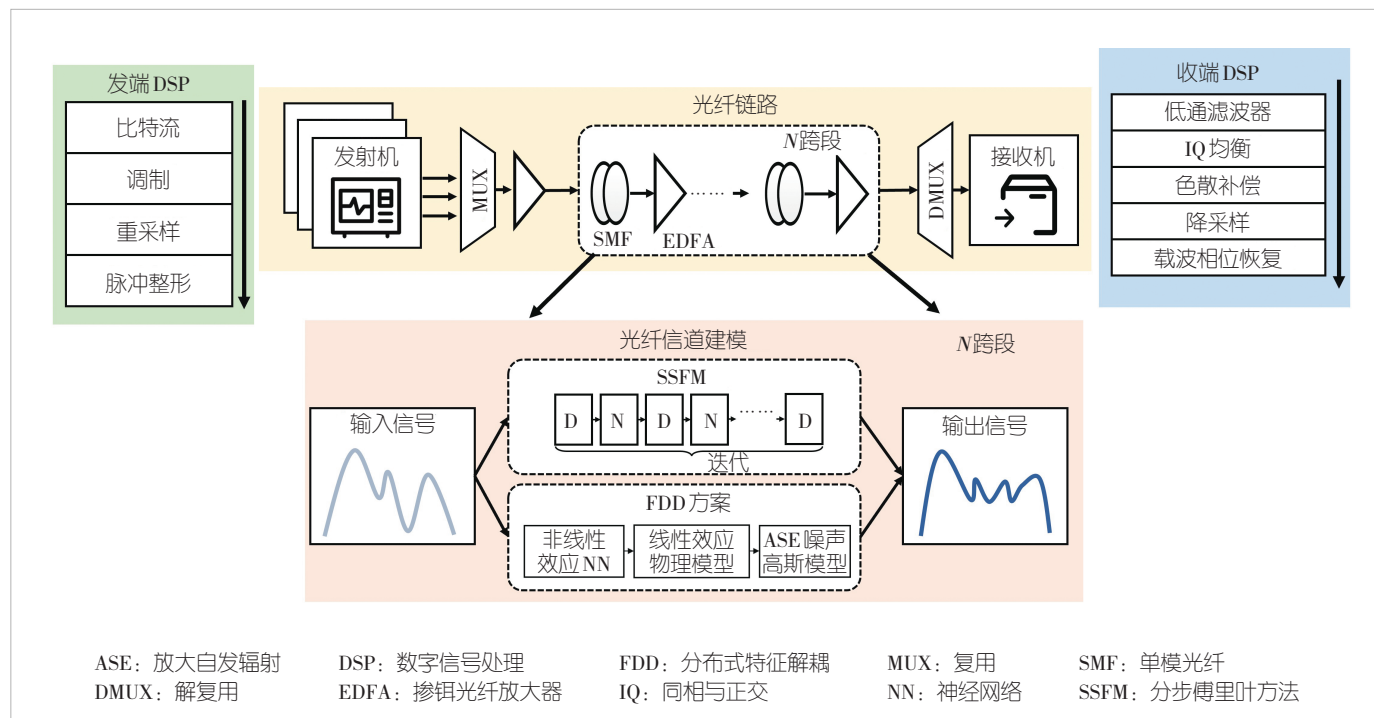 发端DSP
比特流
调制
重采样
脉冲整形
光纤链路
发射机
MUX
N跨段
SMF
EDFA
……
DMUX
接收机
收端DSP
低通滤波器
IQ均衡
色散补偿
降采样
载波相位恢复
光纤信道建模
N跨段
输入信号
SSFM
D
N
D
N
……
D
迭代
FDD方案
非线性
效应NN
线性效应
物理模型
ASE噪声
高斯模型
输出信号
ASE：放大自发辐射
DSP：数字信号处理
FDD：分布式特征解耦
MUX：复用
SMF：单模光纤
DMUX：解复用
EDFA：掺铒光纤放大器
IQ：同相与正交
NN：神经网络
SSFM：分步傅里叶方法